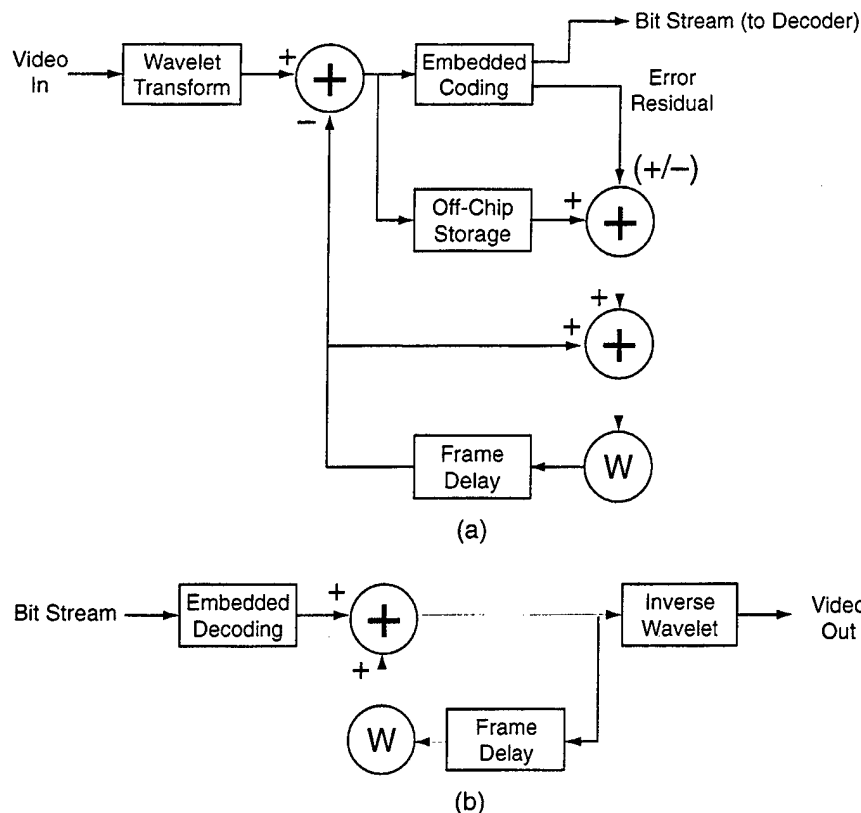 Bit Stream (to Decoder)
Video
In
Wavelet
Transform
+
+
−
Embedded
Coding
Error
Residual
(+/−)
Off-Chip
Storage
+
+
+
+
+
Frame
Delay
W
(a)
Bit Stream
Embedded
Decoding
+
+
+
Inverse
Wavelet
Video
Out
W
Frame
Delay
(b)